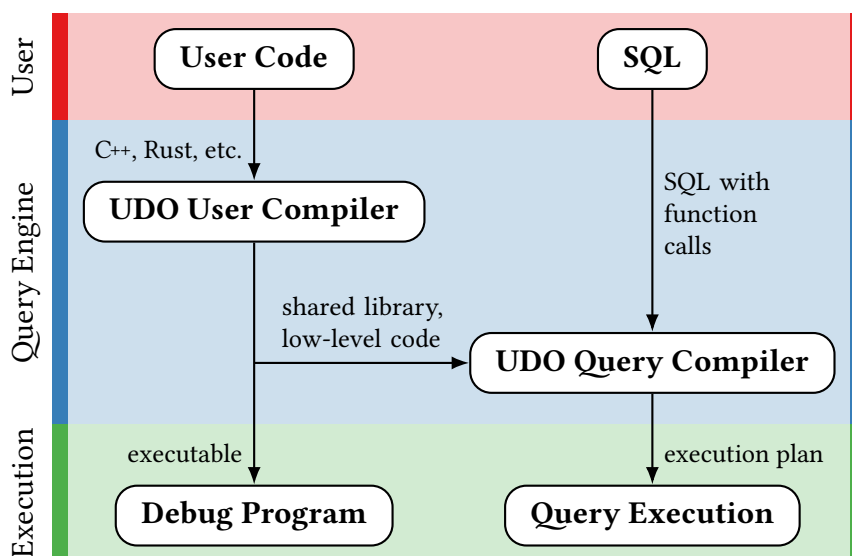 User
User Code
SQL
C++, Rust, etc.
Query Engine
UDO User Compiler
SQL with
function
calls
shared library,
low-level code
UDO Query Compiler
Execution
executable
execution plan
Debug Program
Query Execution